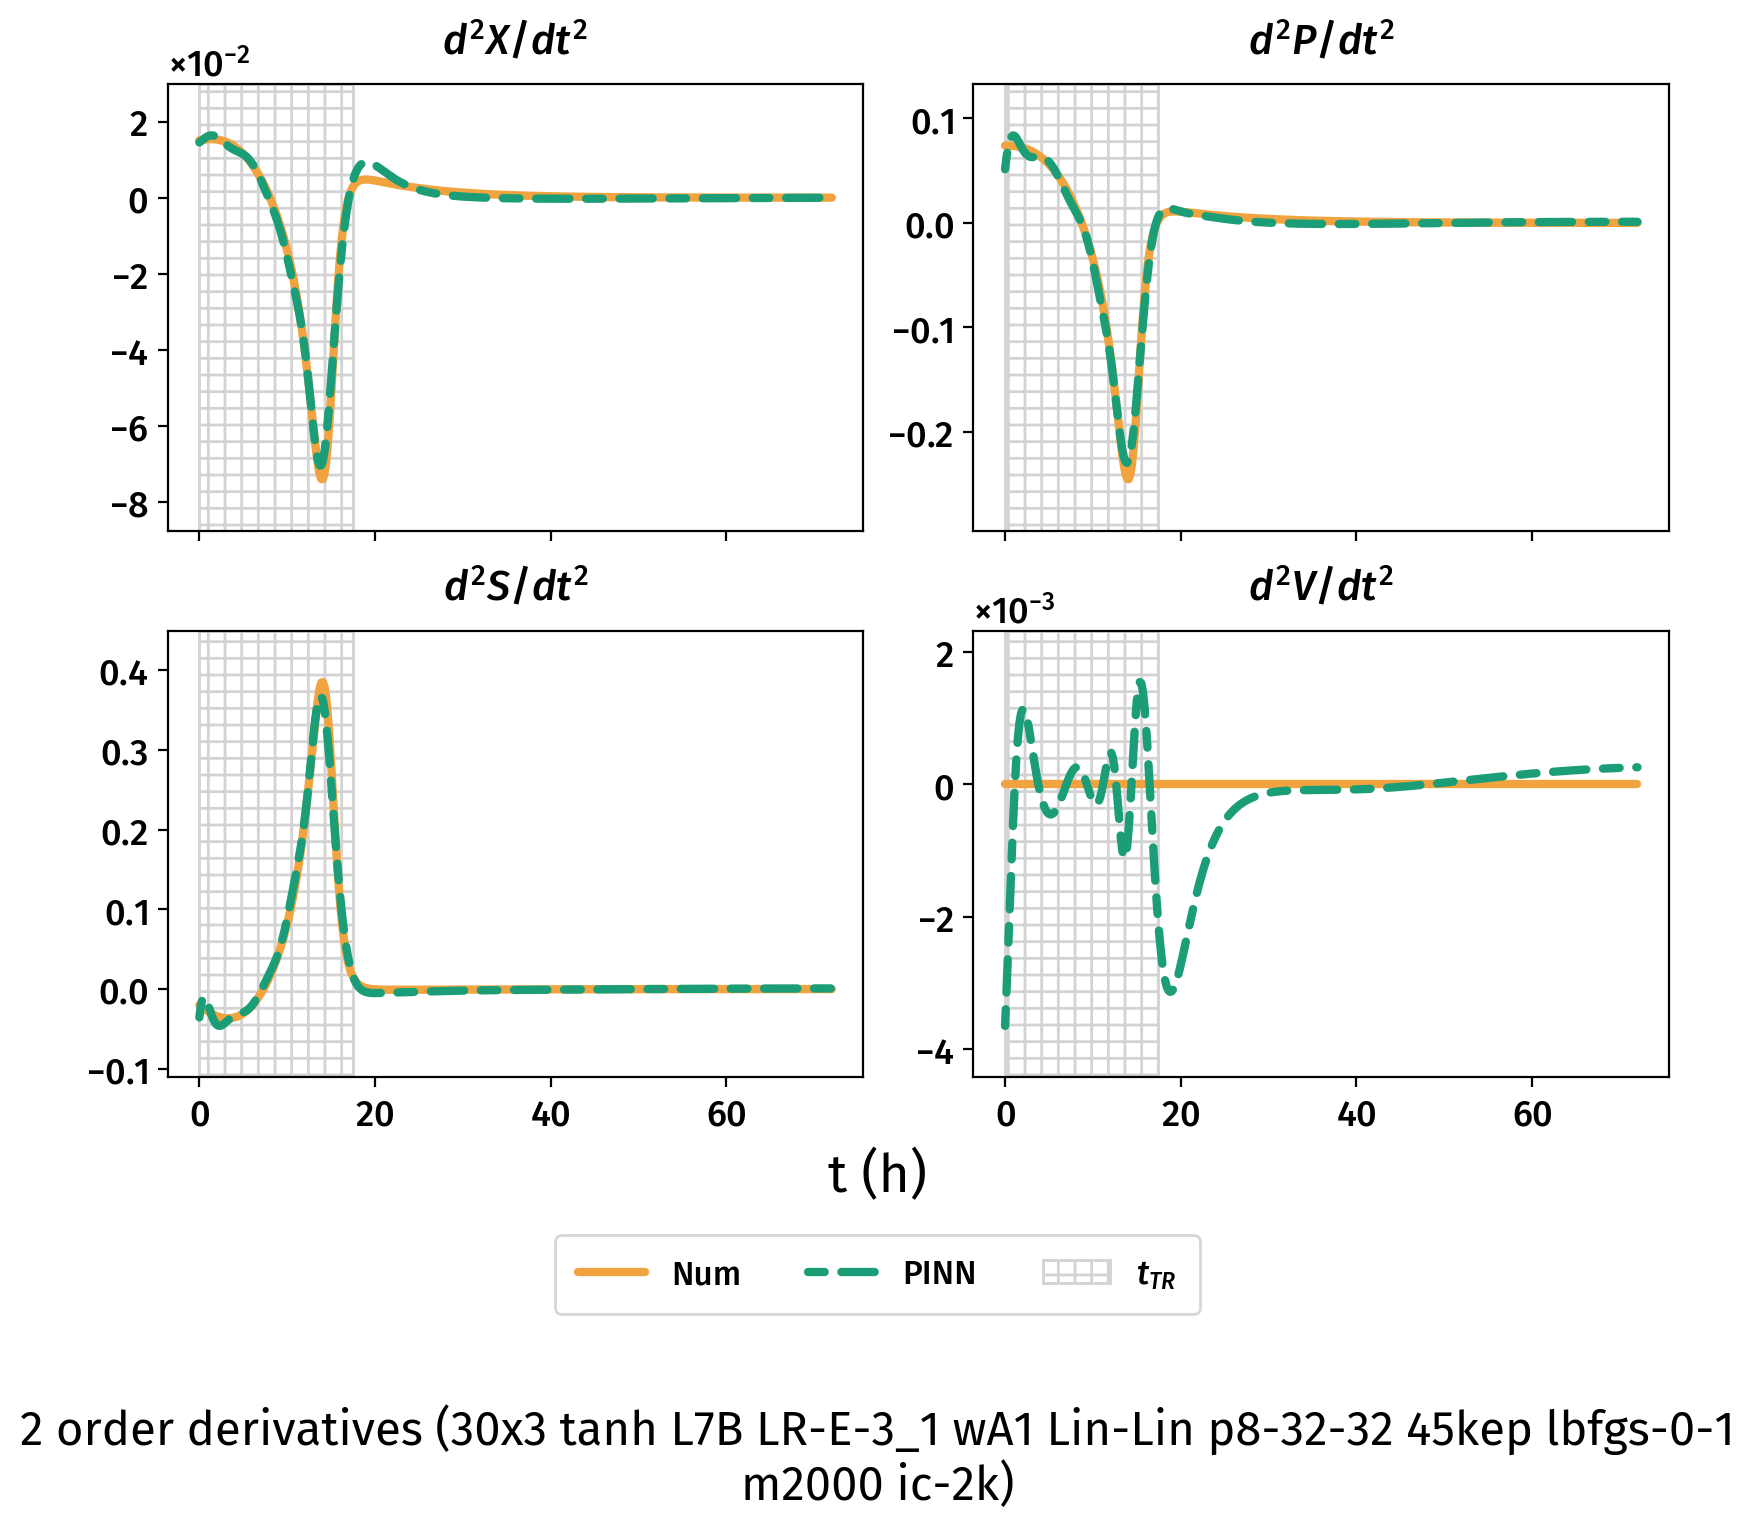 d²X/dt²
d²P/dt²
×10⁻²
2
0
−2
−4
−6
−8
0.1
0.0
−0.1
−0.2
d²S/dt²
d²V/dt²
×10⁻³
0.4
0.3
0.2
0.1
0.0
−0.1
2
0
−2
−4
0 20 40 60
0 20 40 60
t (h)
Num PINN t_TR
2 order derivatives (30x3 tanh L7B LR-E-3_1 wA1 Lin-Lin p8-32-32 45kep lbfgs-0-1
m2000 ic-2k)